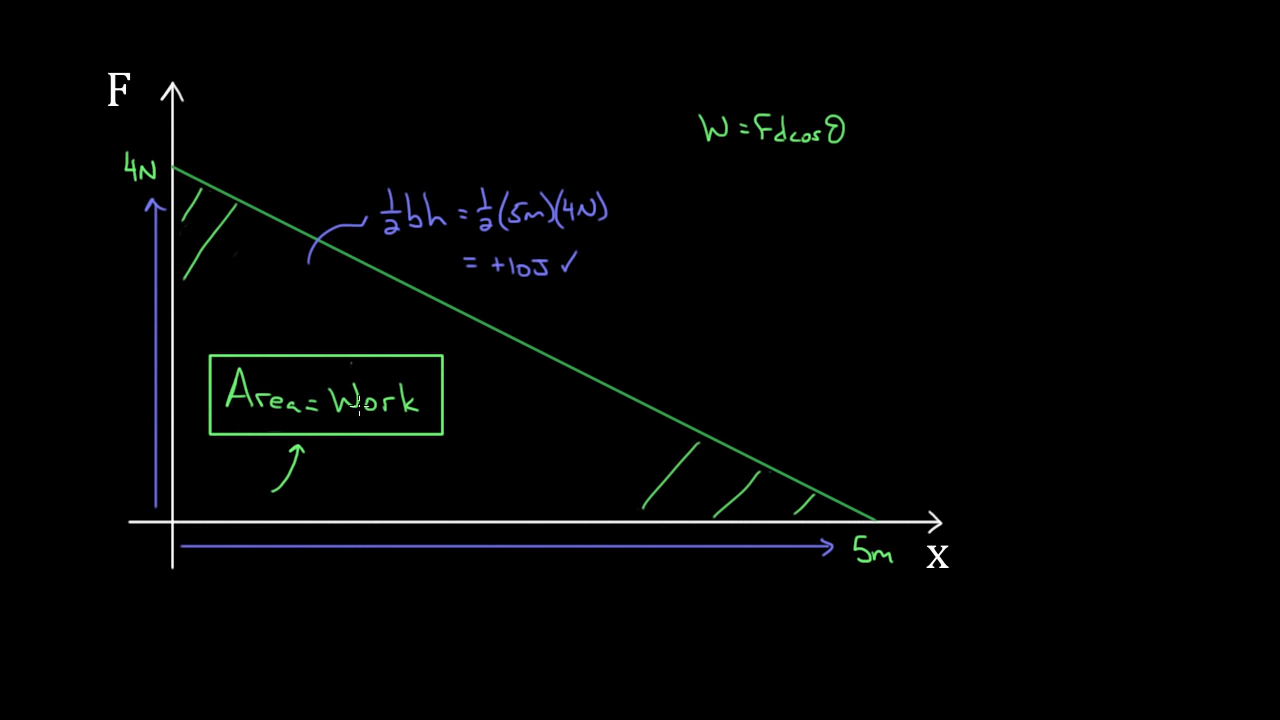 F
W = Fdcosθ
4N
½bh = ½(5m)(4N)
= +10J ✓
Area = Work
5m
x